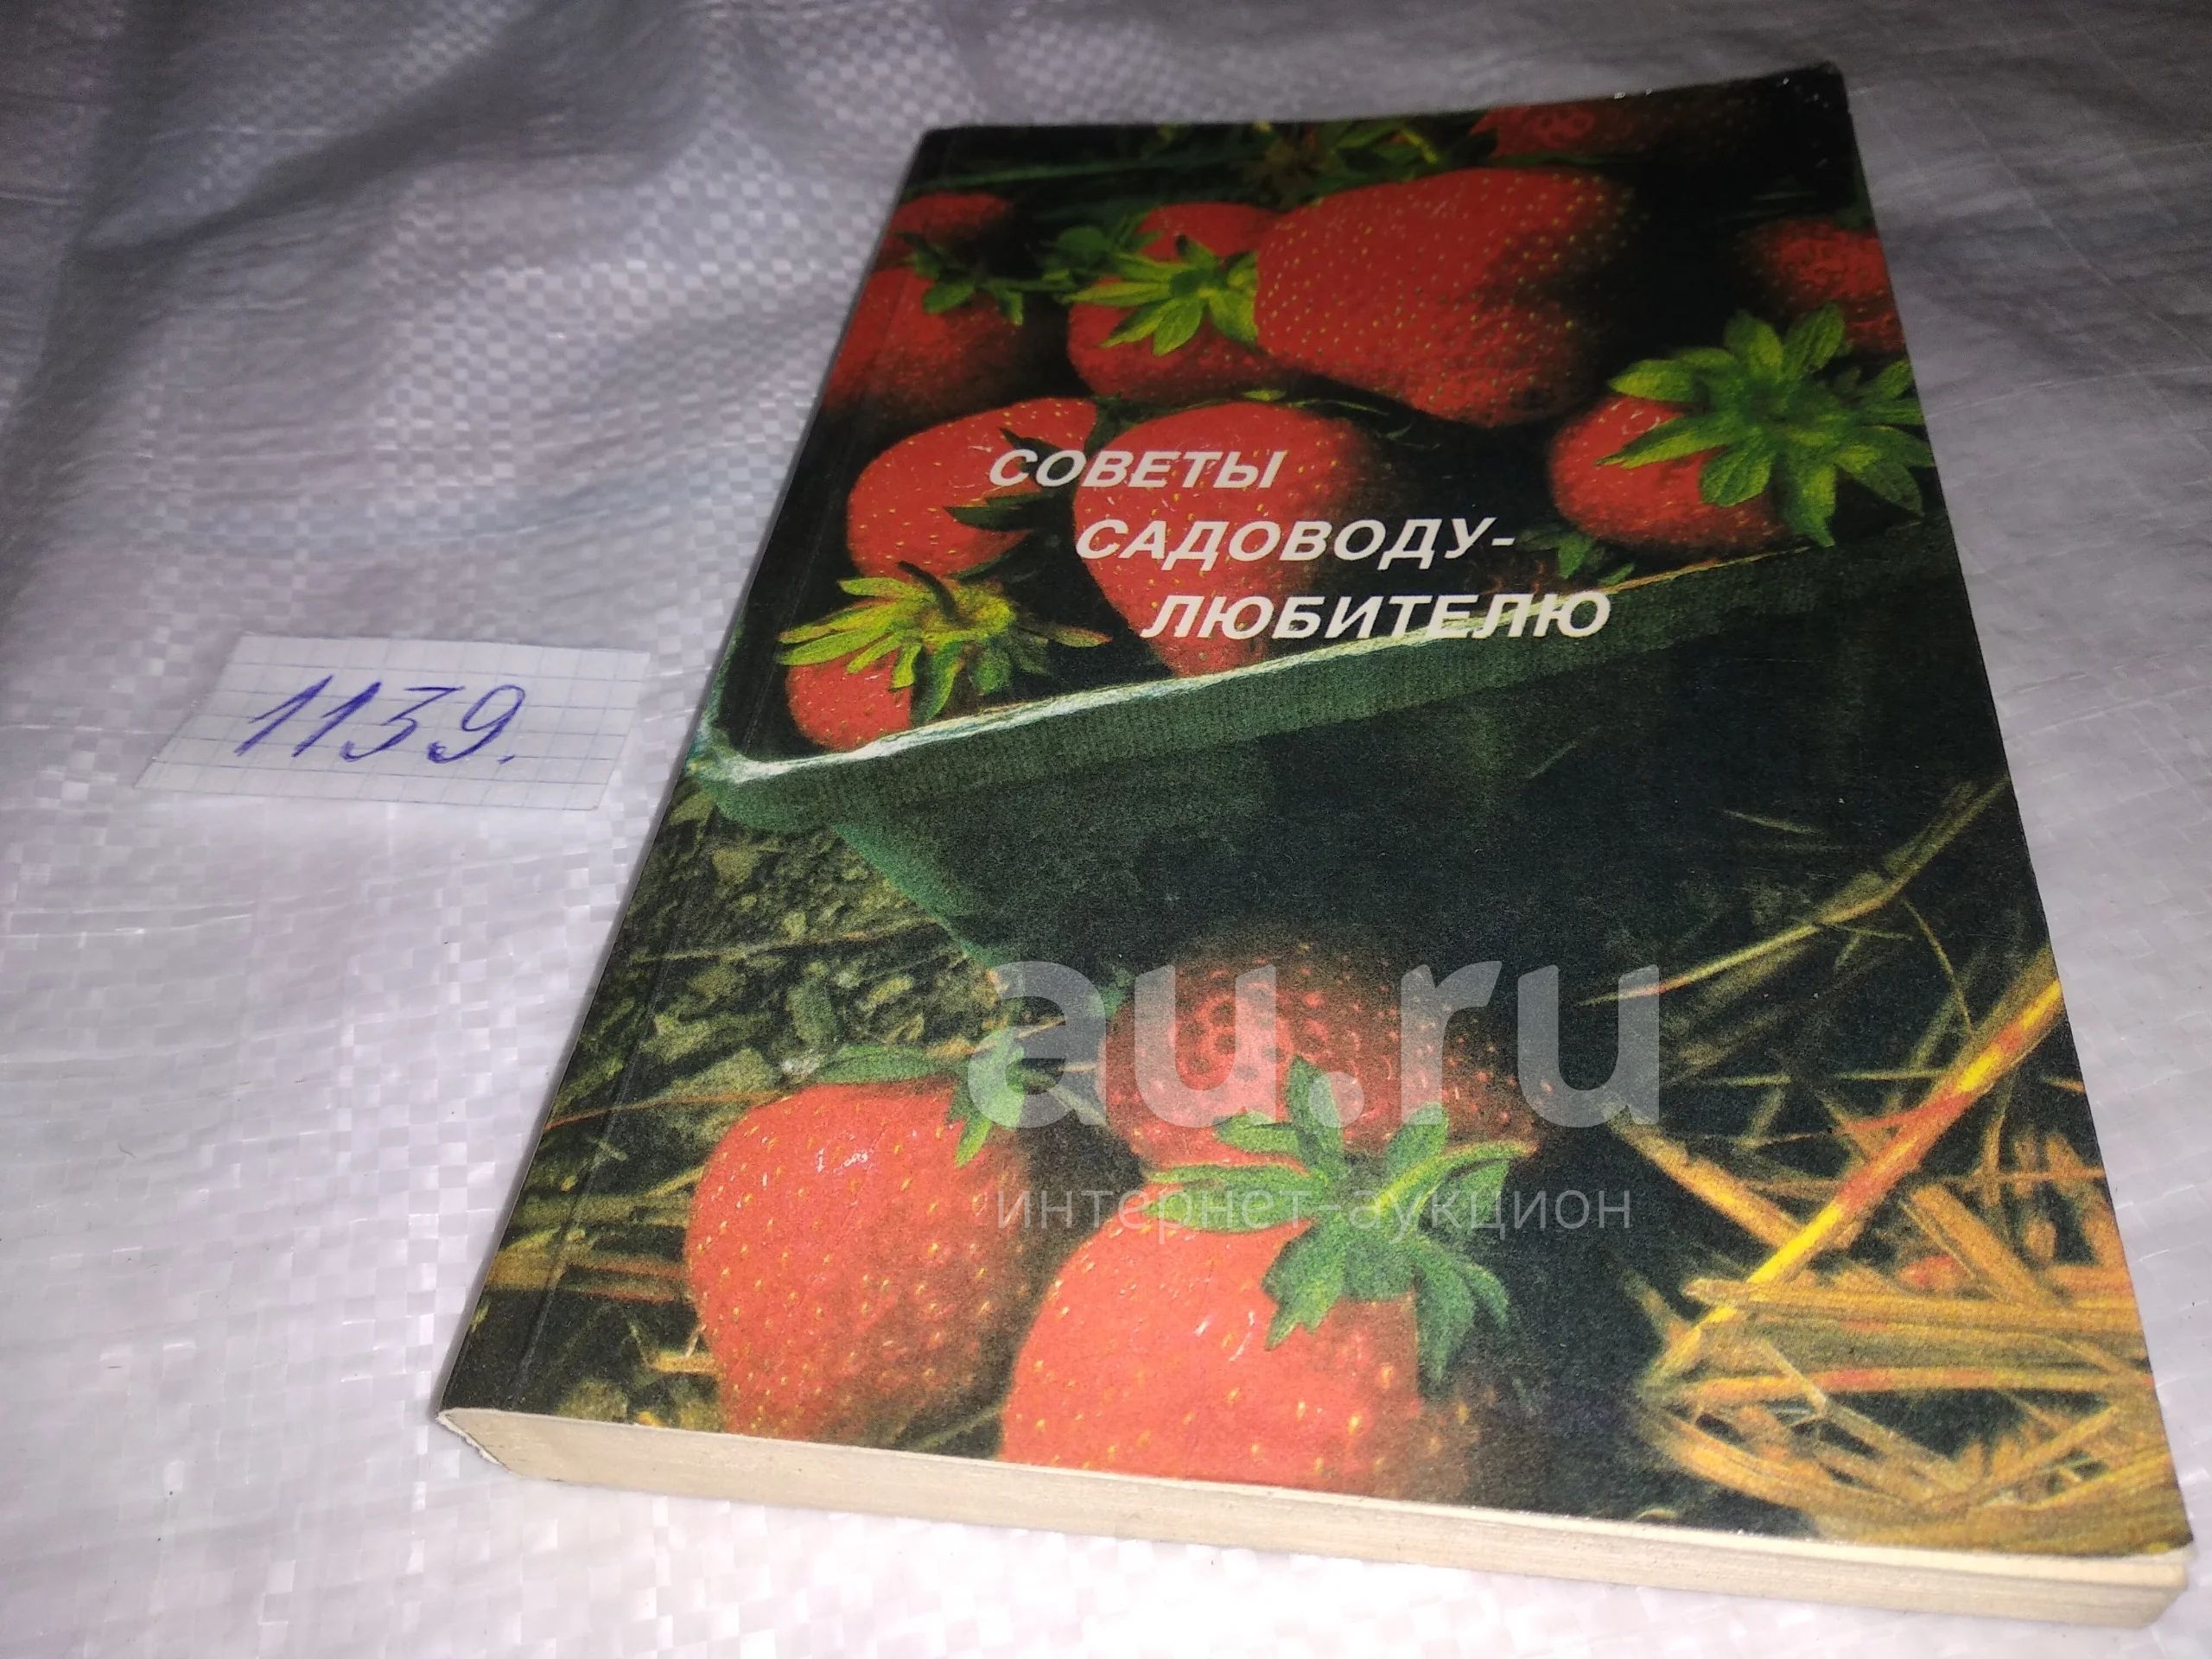 СОВЕТЫ
САДОВОДУ-
ЛЮБИТЕЛЮ
1139.
au.ru
интернет-аукцион